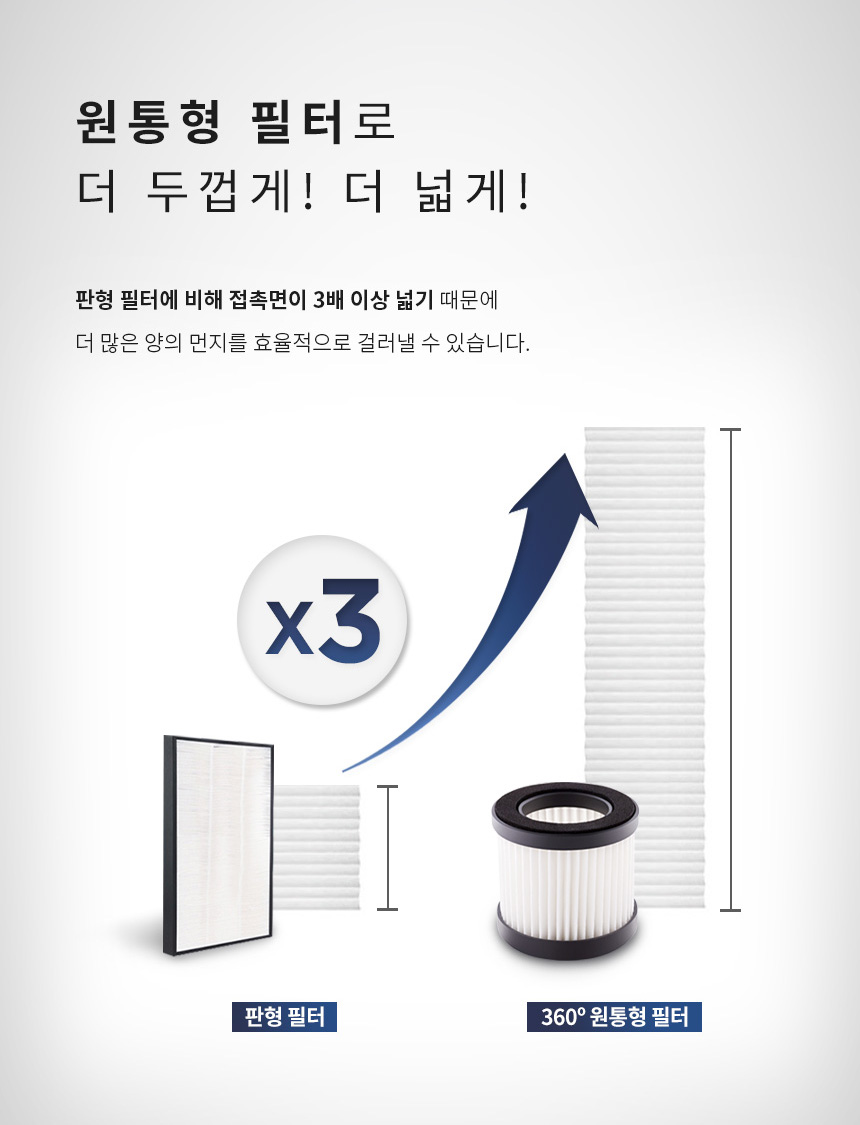 원통형 필터로
더 두껍게! 더 넓게!
판형 필터에 비해 접촉면이 3배 이상 넓기 때문에
더 많은 양의 먼지를 효율적으로 걸러낼 수 있습니다.
x3
판형 필터
360º 원통형 필터